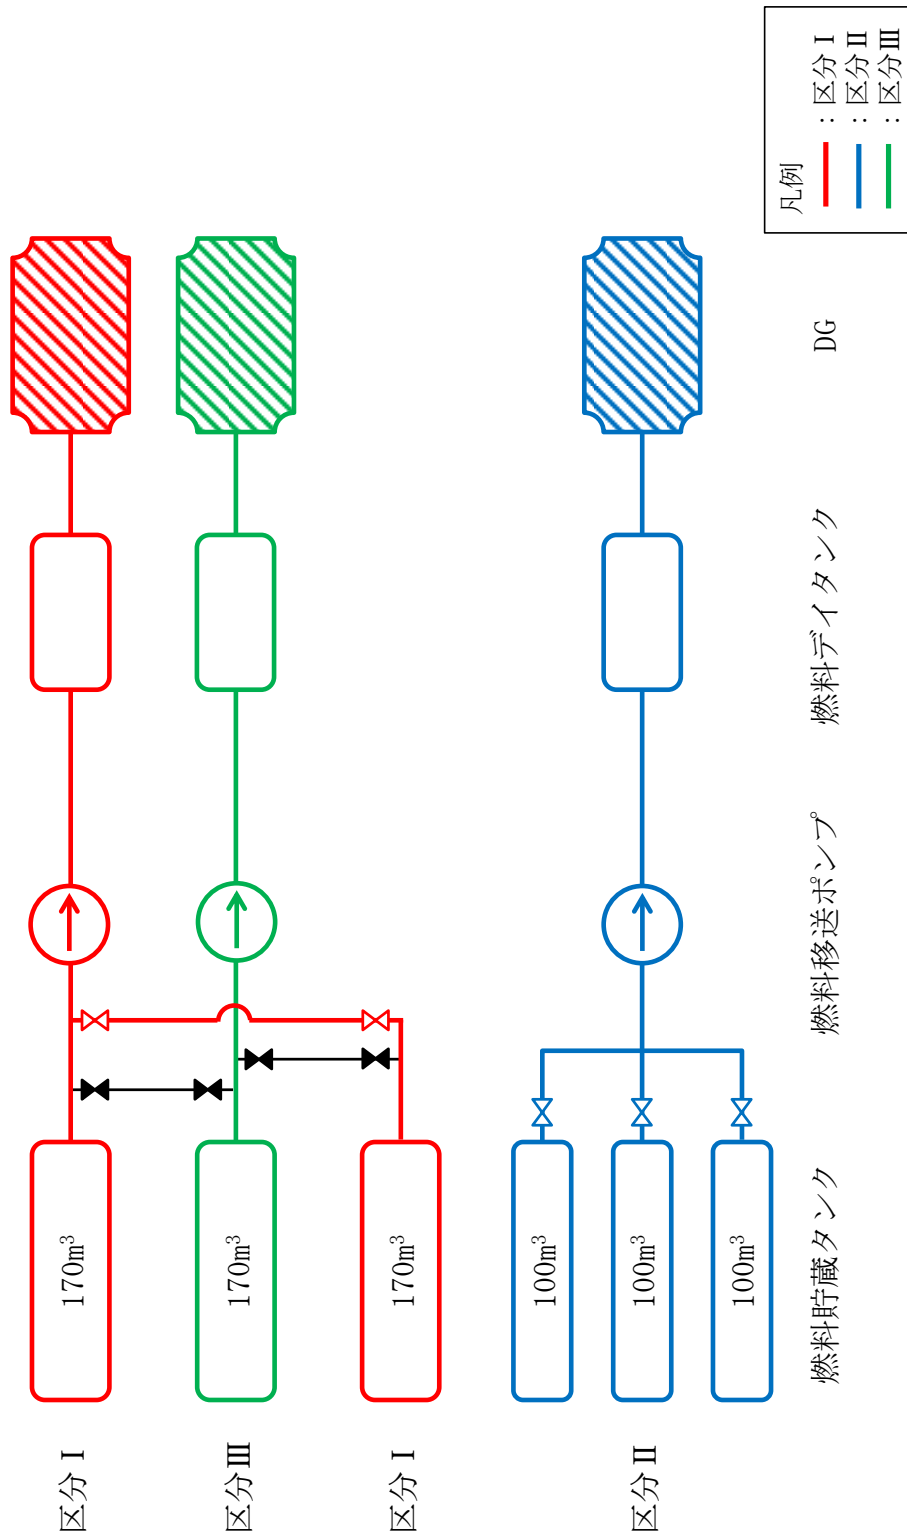 区分Ⅰ
170m³
区分Ⅲ
170m³
区分Ⅰ
170m³
区分Ⅱ
100m³
100m³
100m³
燃料貯蔵タンク
燃料移送ポンプ
燃料デイタンク
DG
凡例
：区分Ⅰ
：区分Ⅱ
：区分Ⅲ